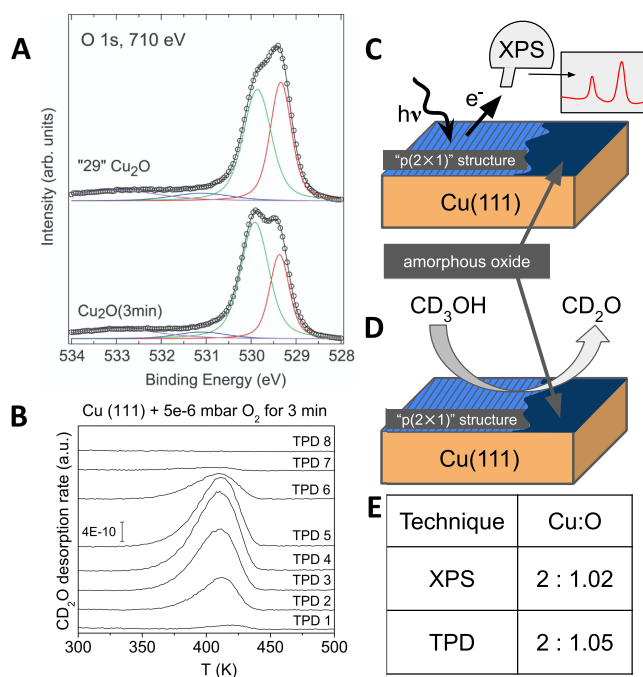 A
O 1s, 710 eV
Intensity (arb. units)
"29" Cu₂O
Cu₂O(3min)
534 533 532 531 530 529 528
Binding Energy (eV)
B
Cu (111) + 5e-6 mbar O₂ for 3 min
CD₂O desorption rate (a.u.)
4E-10
TPD 8
TPD 7
TPD 6
TPD 5
TPD 4
TPD 3
TPD 2
TPD 1
300 350 400 450 500
T (K)
C
XPS
hν
e⁻
“p(2×1)” structure
Cu(111)
amorphous oxide
D
CD₃OH
CD₂O
“p(2×1)” structure
Cu(111)
E
Technique Cu:O
XPS 2 : 1.02
TPD 2 : 1.05